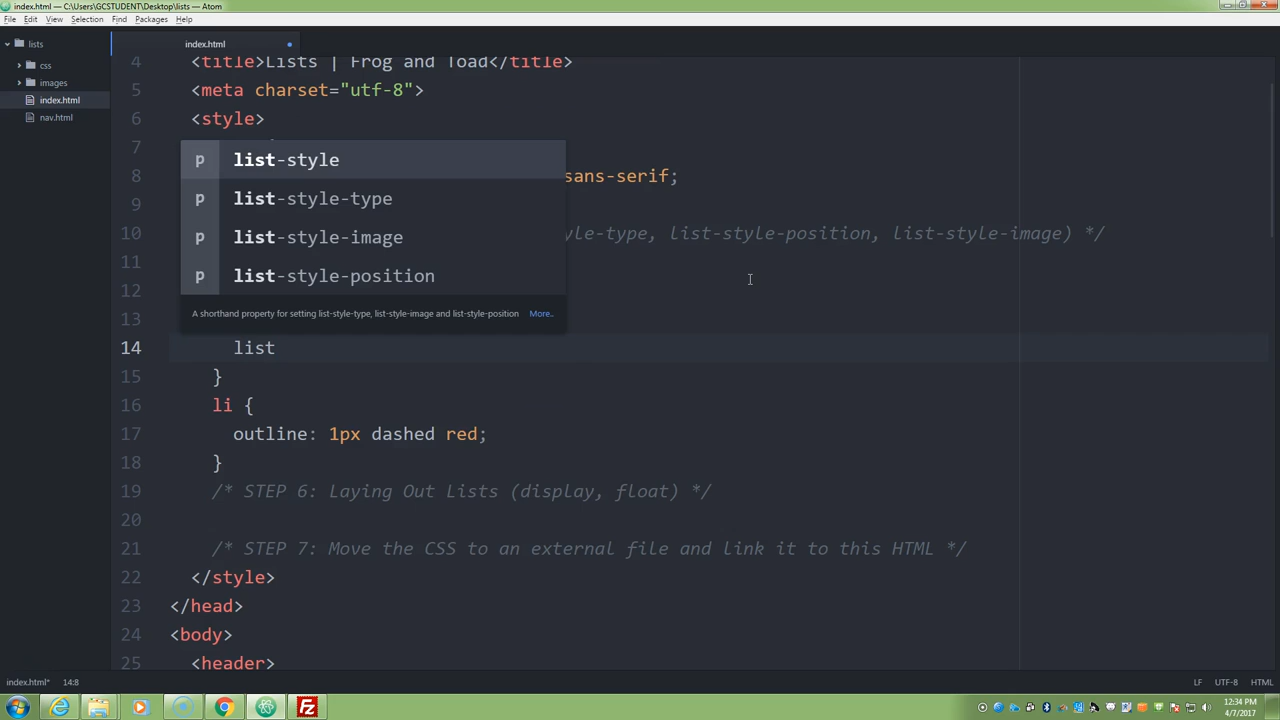 index.html — C:\Users\GCSTUDENT\Desktop\lists — Atom
File Edit View Selection Find Packages Help
lists
css
images
index.html
nav.html
index.html
4 <title>Lists | Frog and Toad</title>
5 <meta charset="utf-8">
6 <style>
7
8 sans-serif;
9
10 yle-type, list-style-position, list-style-image) */
11
12
13
14 list
15 }
16 li {
17 outline: 1px dashed red;
18 }
19 /* STEP 6: Laying Out Lists (display, float) */
20
21 /* STEP 7: Move the CSS to an external file and link it to this HTML */
22 </style>
23 </head>
24 <body>
25 <header>
p list-style
p list-style-type
p list-style-image
p list-style-position
A shorthand property for setting list-style-type, list-style-image and list-style-position More..
index.html* 14:8
LF UTF-8 HTML
12:34 PM
4/7/2017